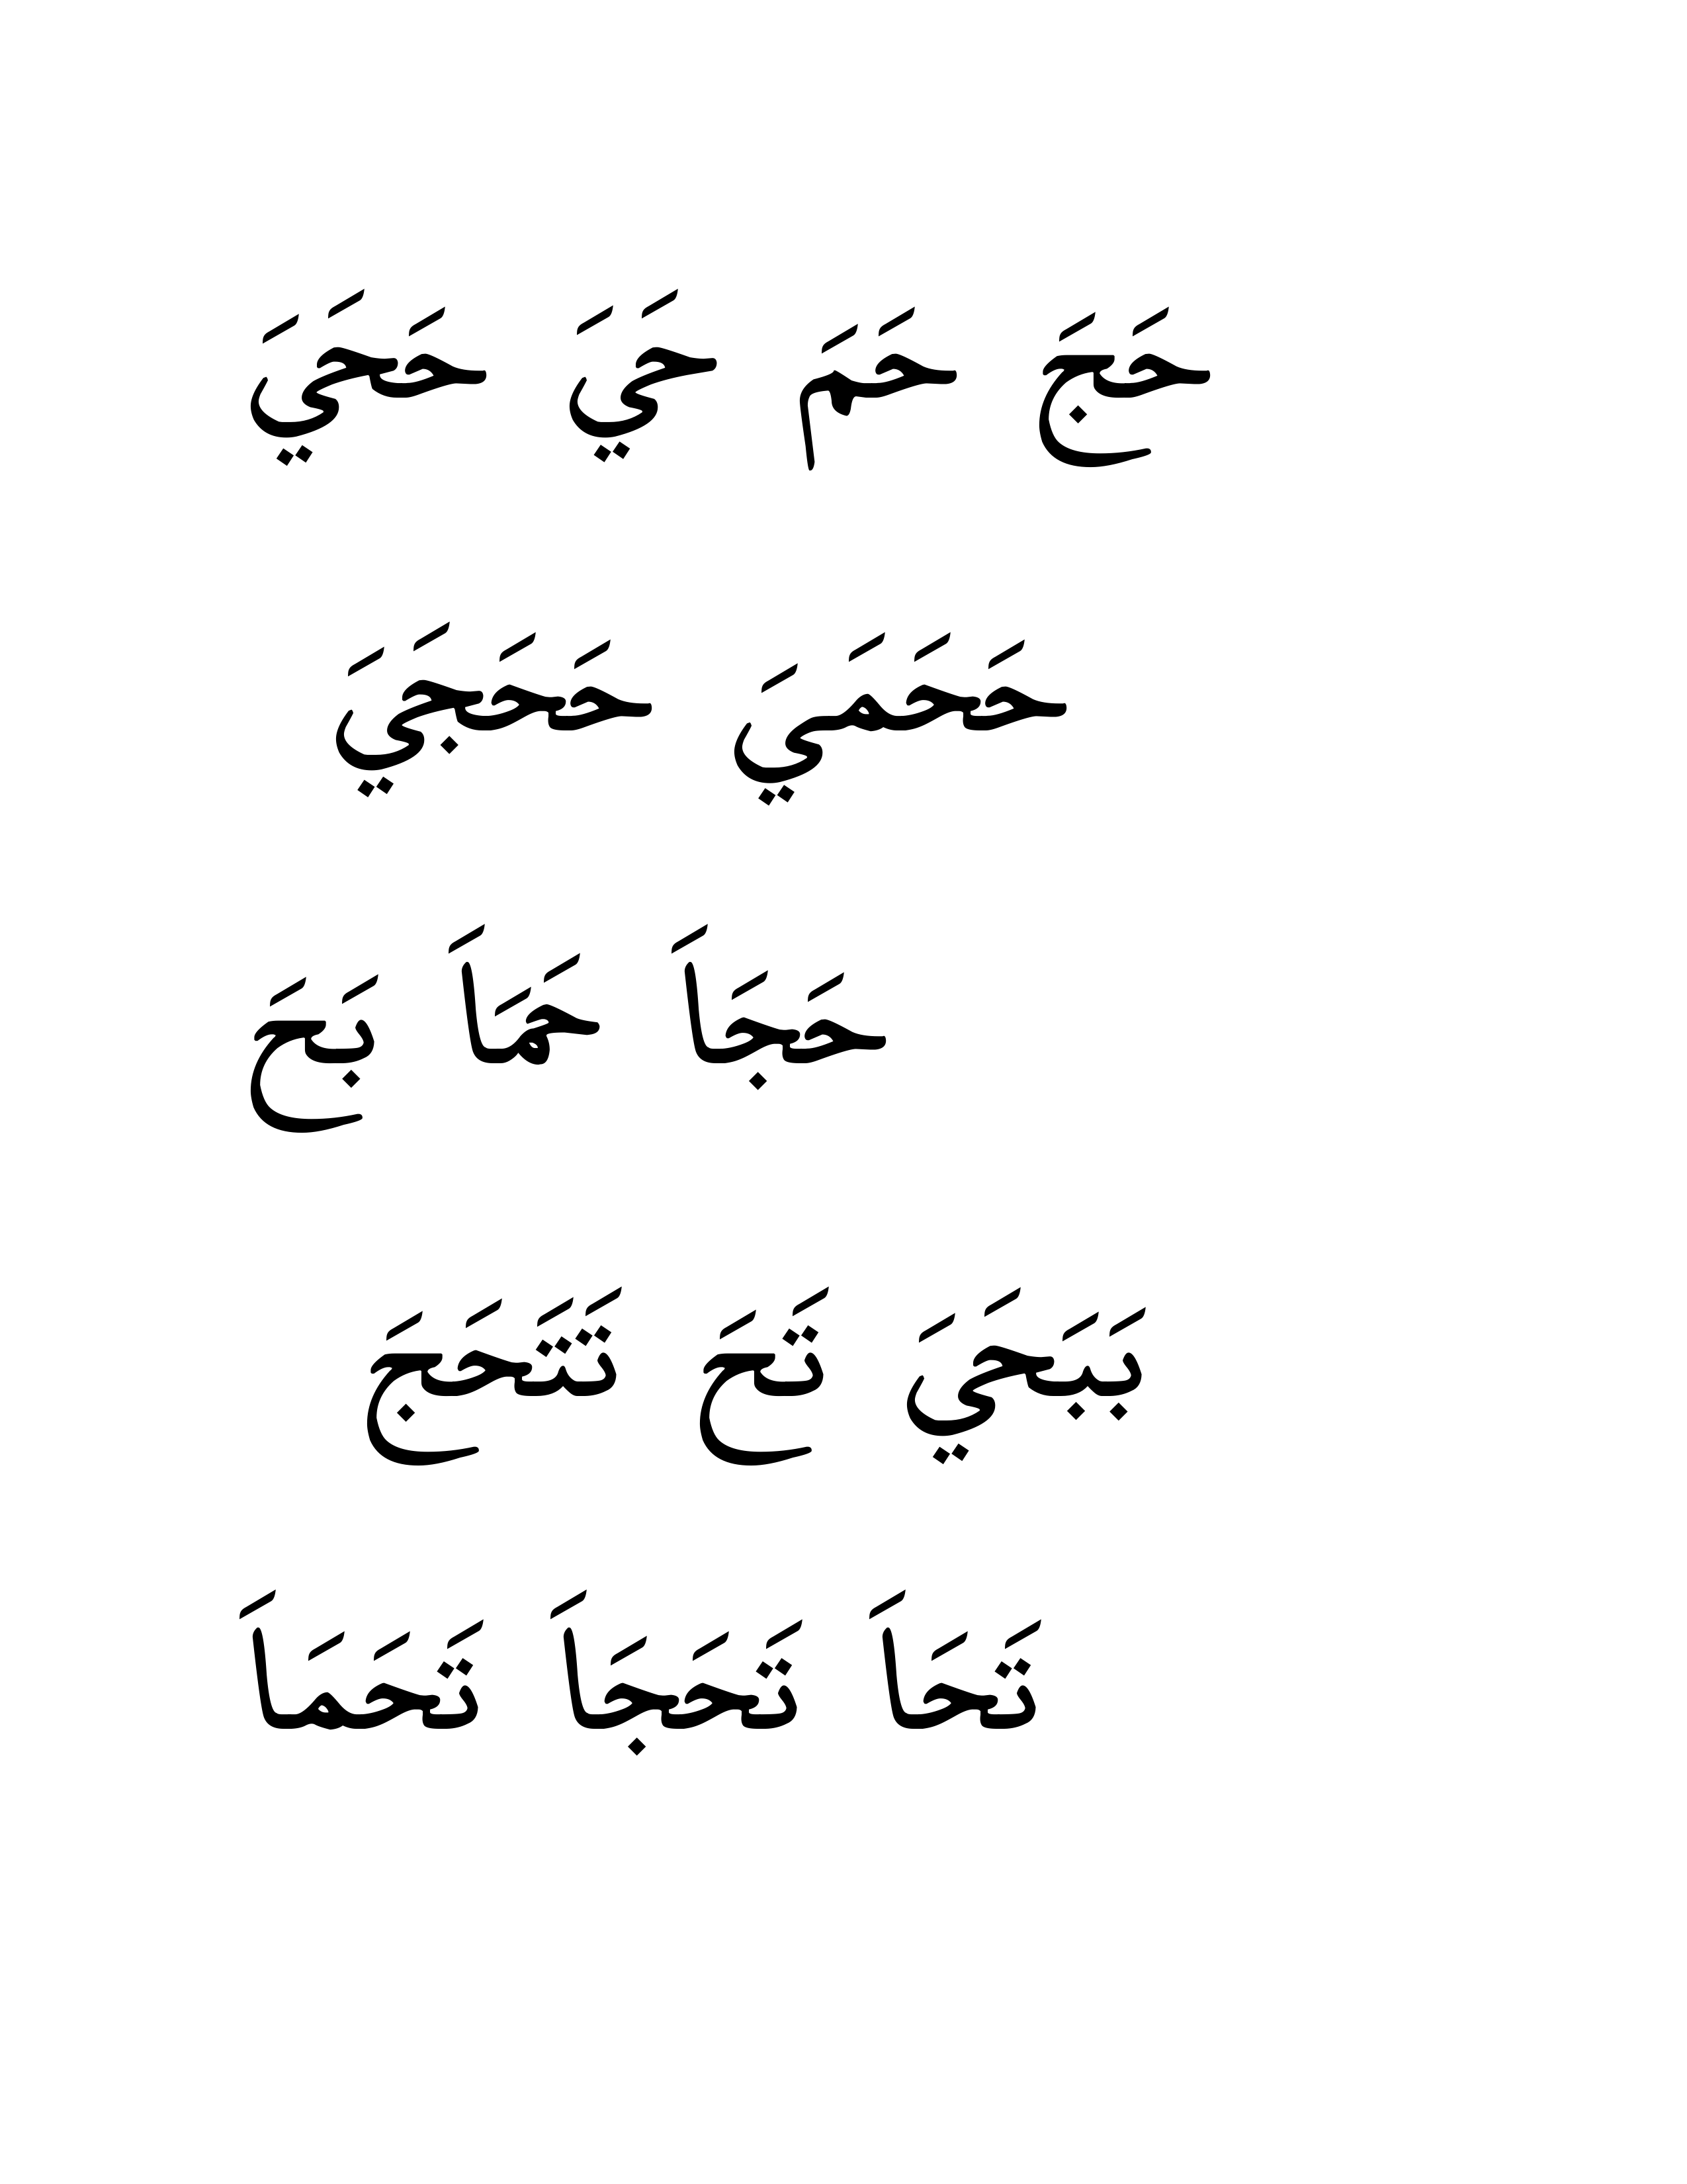 حَجَ حَمَ حَيَ حَحَيَ
حَحَمَيَ حَحَجَيَ
حَجَاَ حَمَاَ بَحَ
بَبَحَيَ تَحَ تَتَحَجَ
تَحَاَ تَحَجَاَ تَحَمَاَ